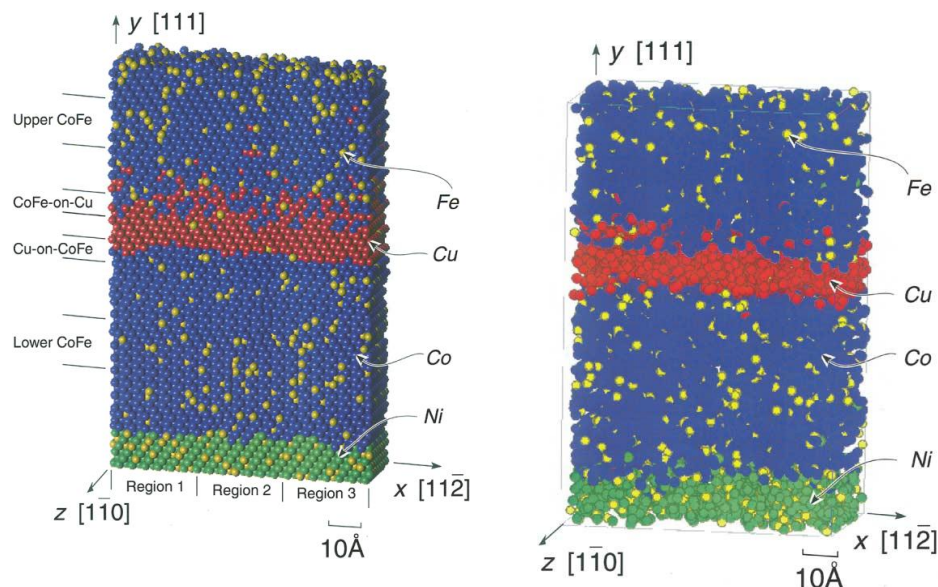 y [111]
Upper CoFe
CoFe-on-Cu
Cu-on-CoFe
Lower CoFe
Fe
Cu
Co
Ni
Region 1
Region 2
Region 3
x [112̅]
z [11̅0]
10Å
y [111]
Fe
Cu
Co
Ni
x [112̅]
z [11̅0]
10Å